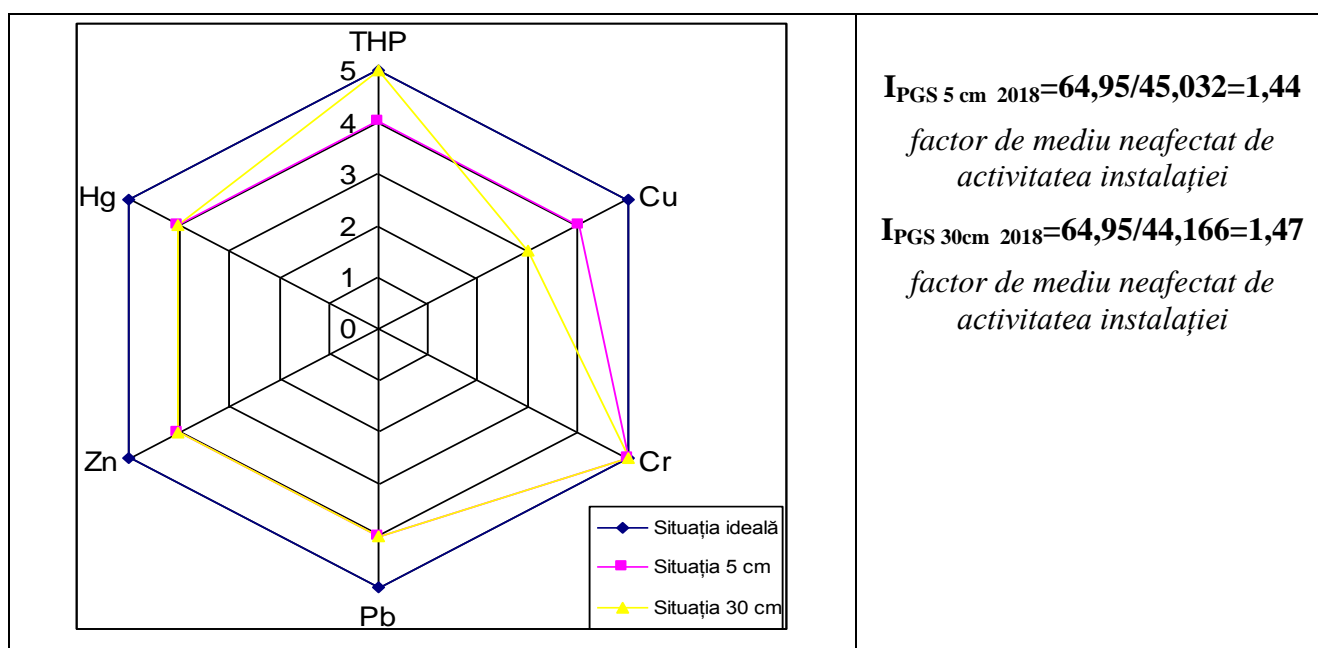 THP
5
4
3
2
1
0
Hg
Cu
Zn
Cr
Pb
Situația ideală
Situația 5 cm
Situația 30 cm
I_PGS 5 cm 2018=64,95/45,032=1,44
factor de mediu neafectat de
activitatea instalației
I_PGS 30cm 2018=64,95/44,166=1,47
factor de mediu neafectat de
activitatea instalației